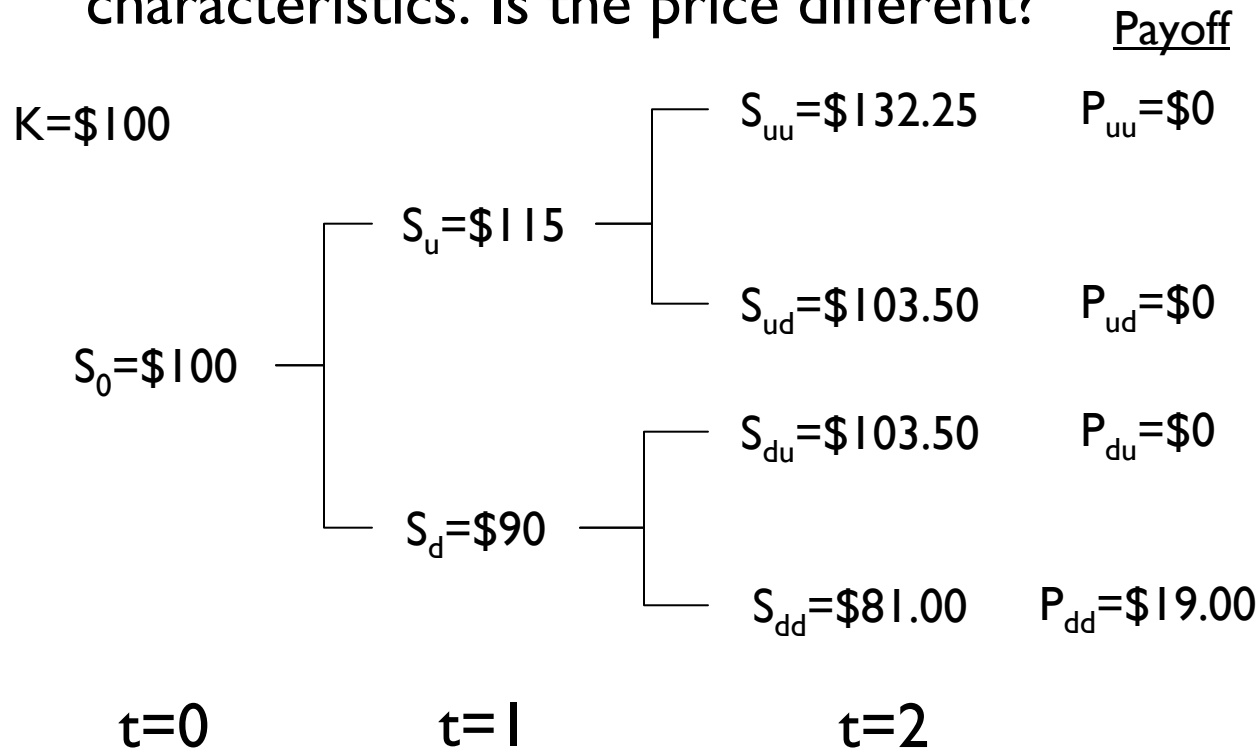 characteristics. Is the price different?
Payoff
K=$100
S_uu=$132.25 P_uu=$0
S_u=$115
S_ud=$103.50 P_ud=$0
S_0=$100
S_du=$103.50 P_du=$0
S_d=$90
S_dd=$81.00 P_dd=$19.00
t=0 t=1 t=2